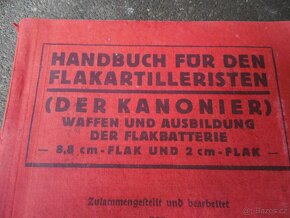 HANDBUCH FÜR DEN
FLAKARTILLERISTEN
(DER KANONIER)
WAFFEN UND AUSBILDUNG
DER FLAKBATTERIE
— 8,8 cm-FLAK UND 2 cm-FLAK —
Zusammengestellt und bearbeitet